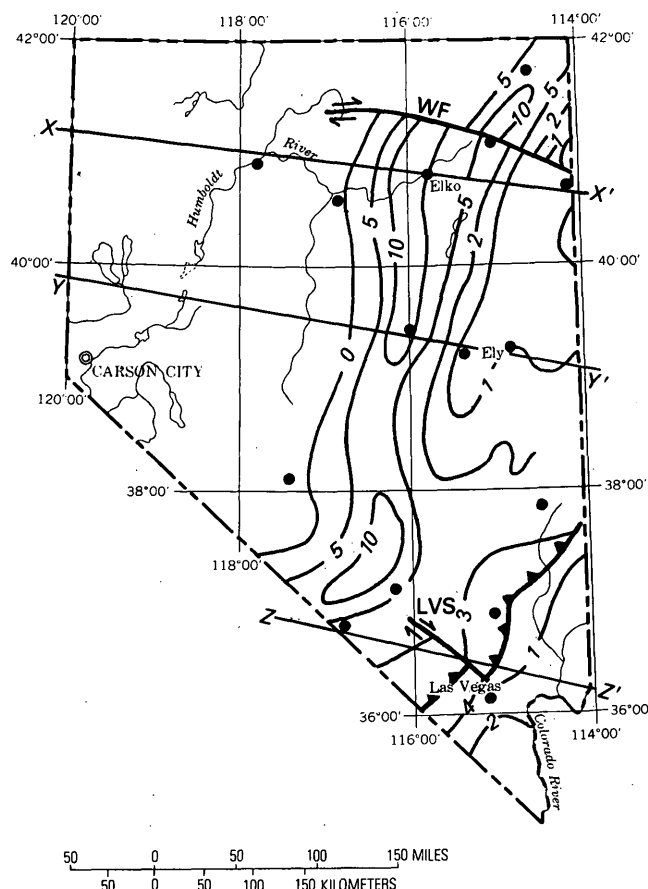 120°00' 118°00' 116°00' 114°00'
42°00' 42°00'
5
5
10
2
1
WF
X
River
Elko
X'
Humboldt
5
5
10
2
40°00' 40°00'
Y
0
Ely
CARSON CITY
Y'
120°00'
1
38°00' 38°00'
118°00'
5
10
Z
LVS
3
1
Las Vegas
Z'
4
2
36°00' 36°00'
116°00' 114°00'
Colorado River
50 0 50 100 150 MILES
50 0 50 100 150 KILOMETERS